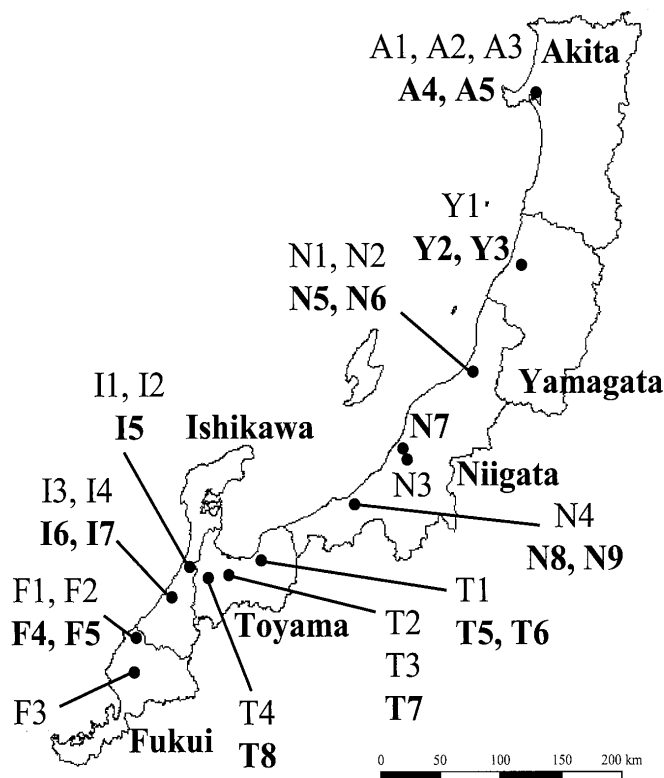 A1, A2, A3
Akita
A4, A5
Y1
Y2, Y3
N1, N2
N5, N6
Yamagata
I1, I2
I5
Ishikawa
N7
Niigata
N3
I3, I4
I6, I7
N4
N8, N9
F1, F2
F4, F5
T1
T5, T6
Toyama
T2
T3
T7
F3
Fukui
T4
T8
0 50 100 150 200 km